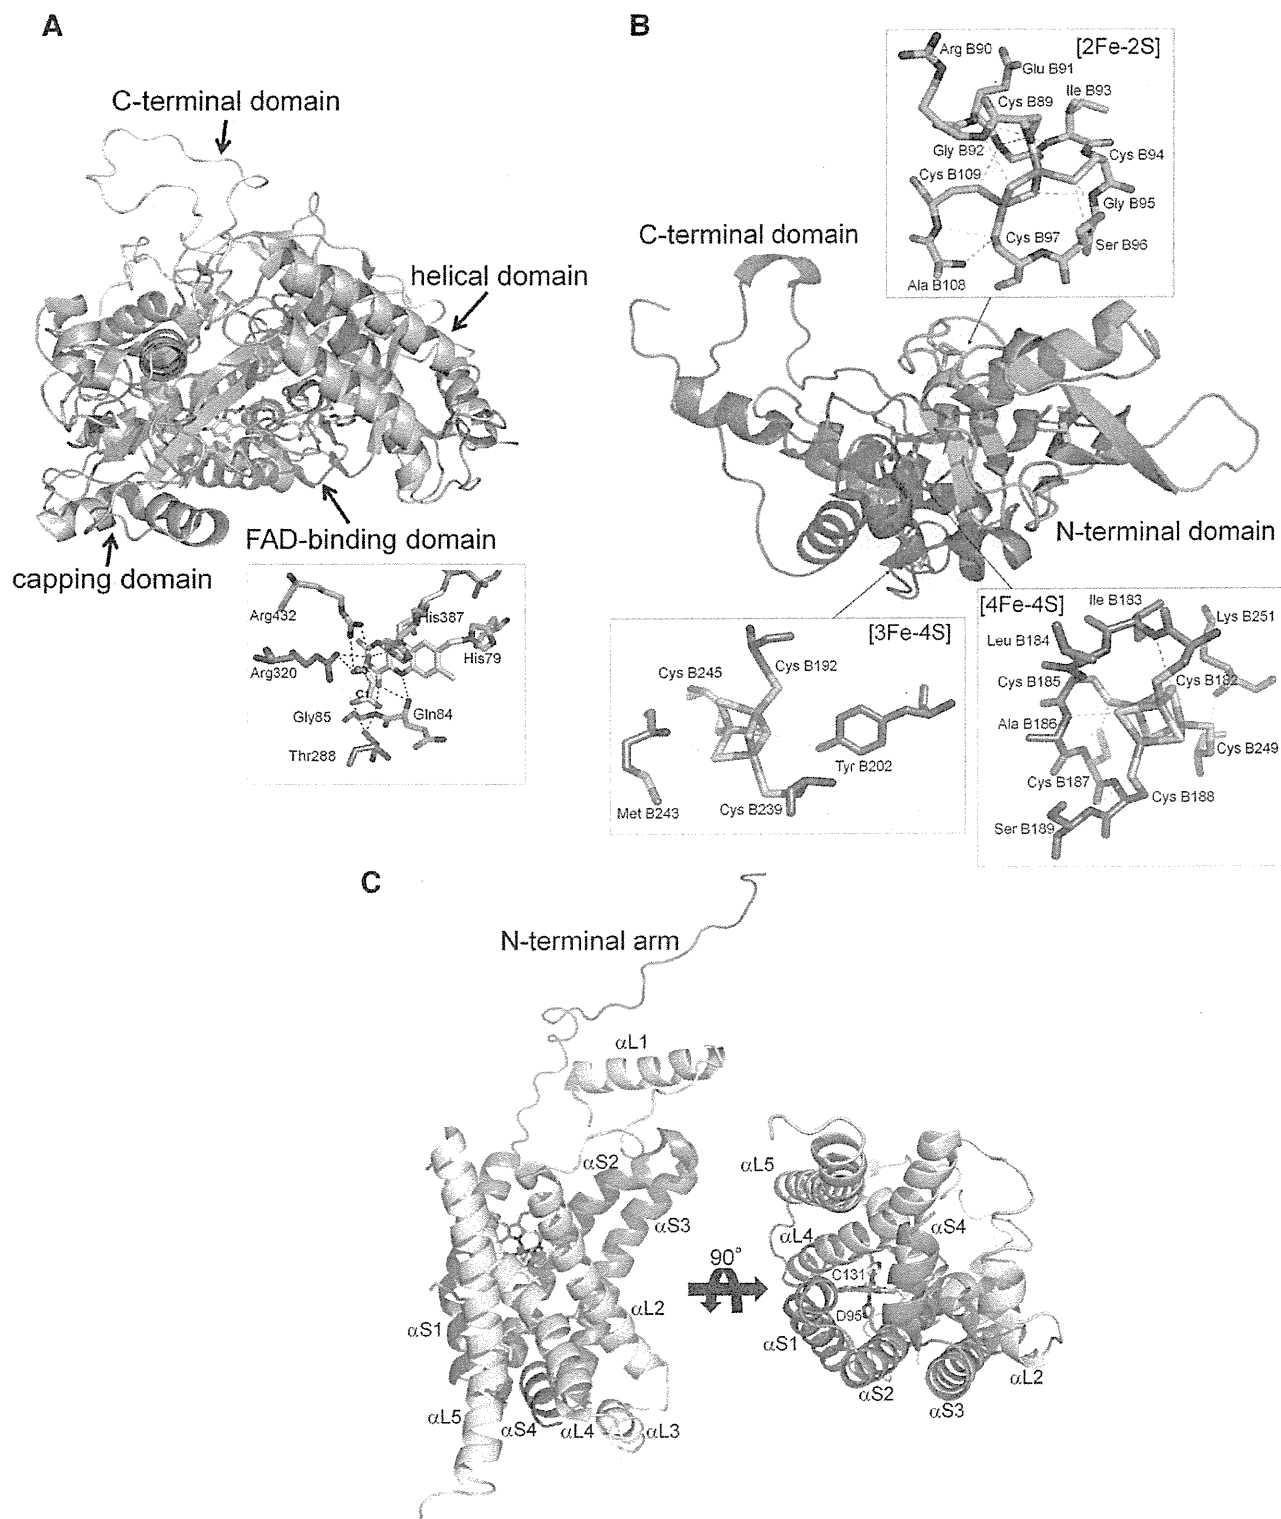 A
C-terminal domain
helical domain
FAD-binding domain
capping domain
Arg432
His387
Arg320
His79
C1
Gly85
Gln84
Thr288
B
[2Fe-2S]
Arg B90
Glu B91
Cys B89
Ile B93
Gly B92
Cys B94
Cys B109
Gly B95
Cys B97
Ser B96
Ala B108
C-terminal domain
N-terminal domain
[3Fe-4S]
Cys B245
Cys B192
Tyr B202
Met B243
Cys B239
[4Fe-4S]
Ile B183
Lys B251
Leu B184
Cys B185
Cys B182
Ala B186
Cys B249
Cys B187
Cys B188
Ser B189
C
N-terminal arm
αL1
αS2
αS3
αL2
αS1
αL5
αS4
αL4
αL3
90°
αL5
αL4
αS4
C131
D95
αS1
αS2
αS3
αL2